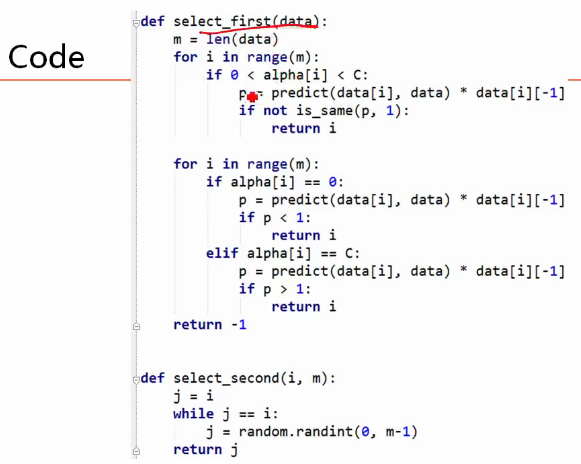 Code
def select_first(data):
    m = len(data)
    for i in range(m):
        if 0 < alpha[i] < C:
            p = predict(data[i], data) * data[i][-1]
            if not is_same(p, 1):
                return i

    for i in range(m):
        if alpha[i] == 0:
            p = predict(data[i], data) * data[i][-1]
            if p < 1:
                return i
        elif alpha[i] == C:
            p = predict(data[i], data) * data[i][-1]
            if p > 1:
                return i
    return -1

def select_second(i, m):
    j = i
    while j == i:
        j = random.randint(0, m-1)
    return j